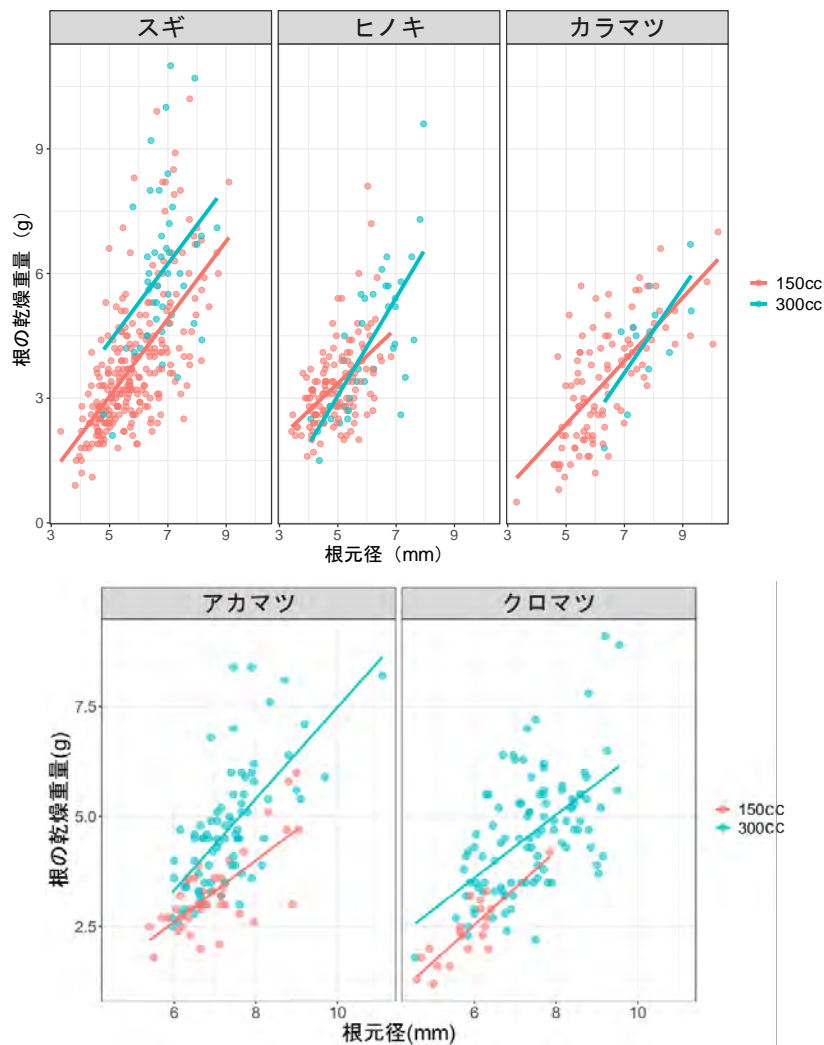 スギ
ヒノキ
カラマツ
根の乾燥重量（g）
9
6
3
0
3 5 7 9
3 5 7 9
3 5 7 9
根元径（mm）
150cc
300cc
アカマツ
クロマツ
根の乾燥重量(g)
7.5
5.0
2.5
6 8 10
6 8 10
根元径(mm)
150cc
300cc